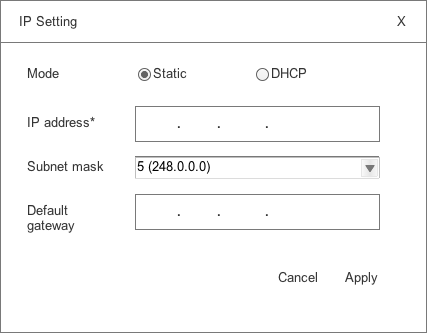 IP Setting X
Mode Static DHCP
IP address* . . .
Subnet mask 5 (248.0.0.0)
Default
gateway . . .
Cancel Apply